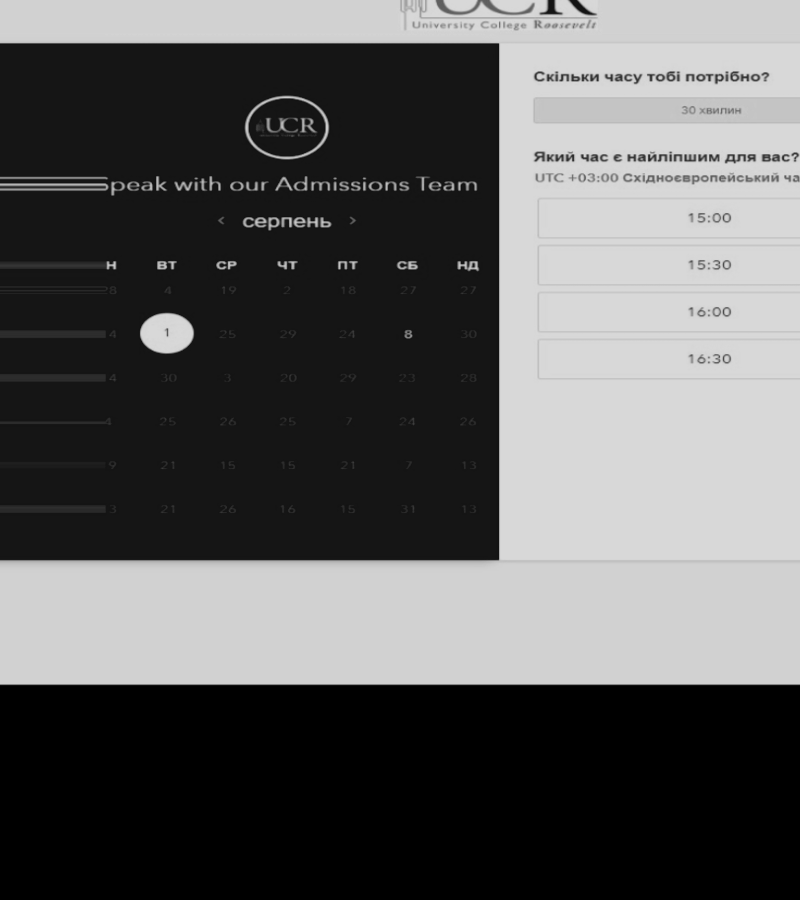 UCR
University College Roosevelt
UCR
Speak with our Admissions Team
серпень
Н ВТ СР ЧТ ПТ СБ НД
28 4 19 2 18 27 27
4 1 25 29 24 8 30
4 30 3 20 29 23 28
4 25 26 25 7 24 26
9 21 15 15 21 7 13
3 21 26 16 15 31 13
Скільки часу тобі потрібно?
30 хвилин
Який час є найліпшим для вас?
UTC +03:00 Східноєвропейський ча
15:00
15:30
16:00
16:30